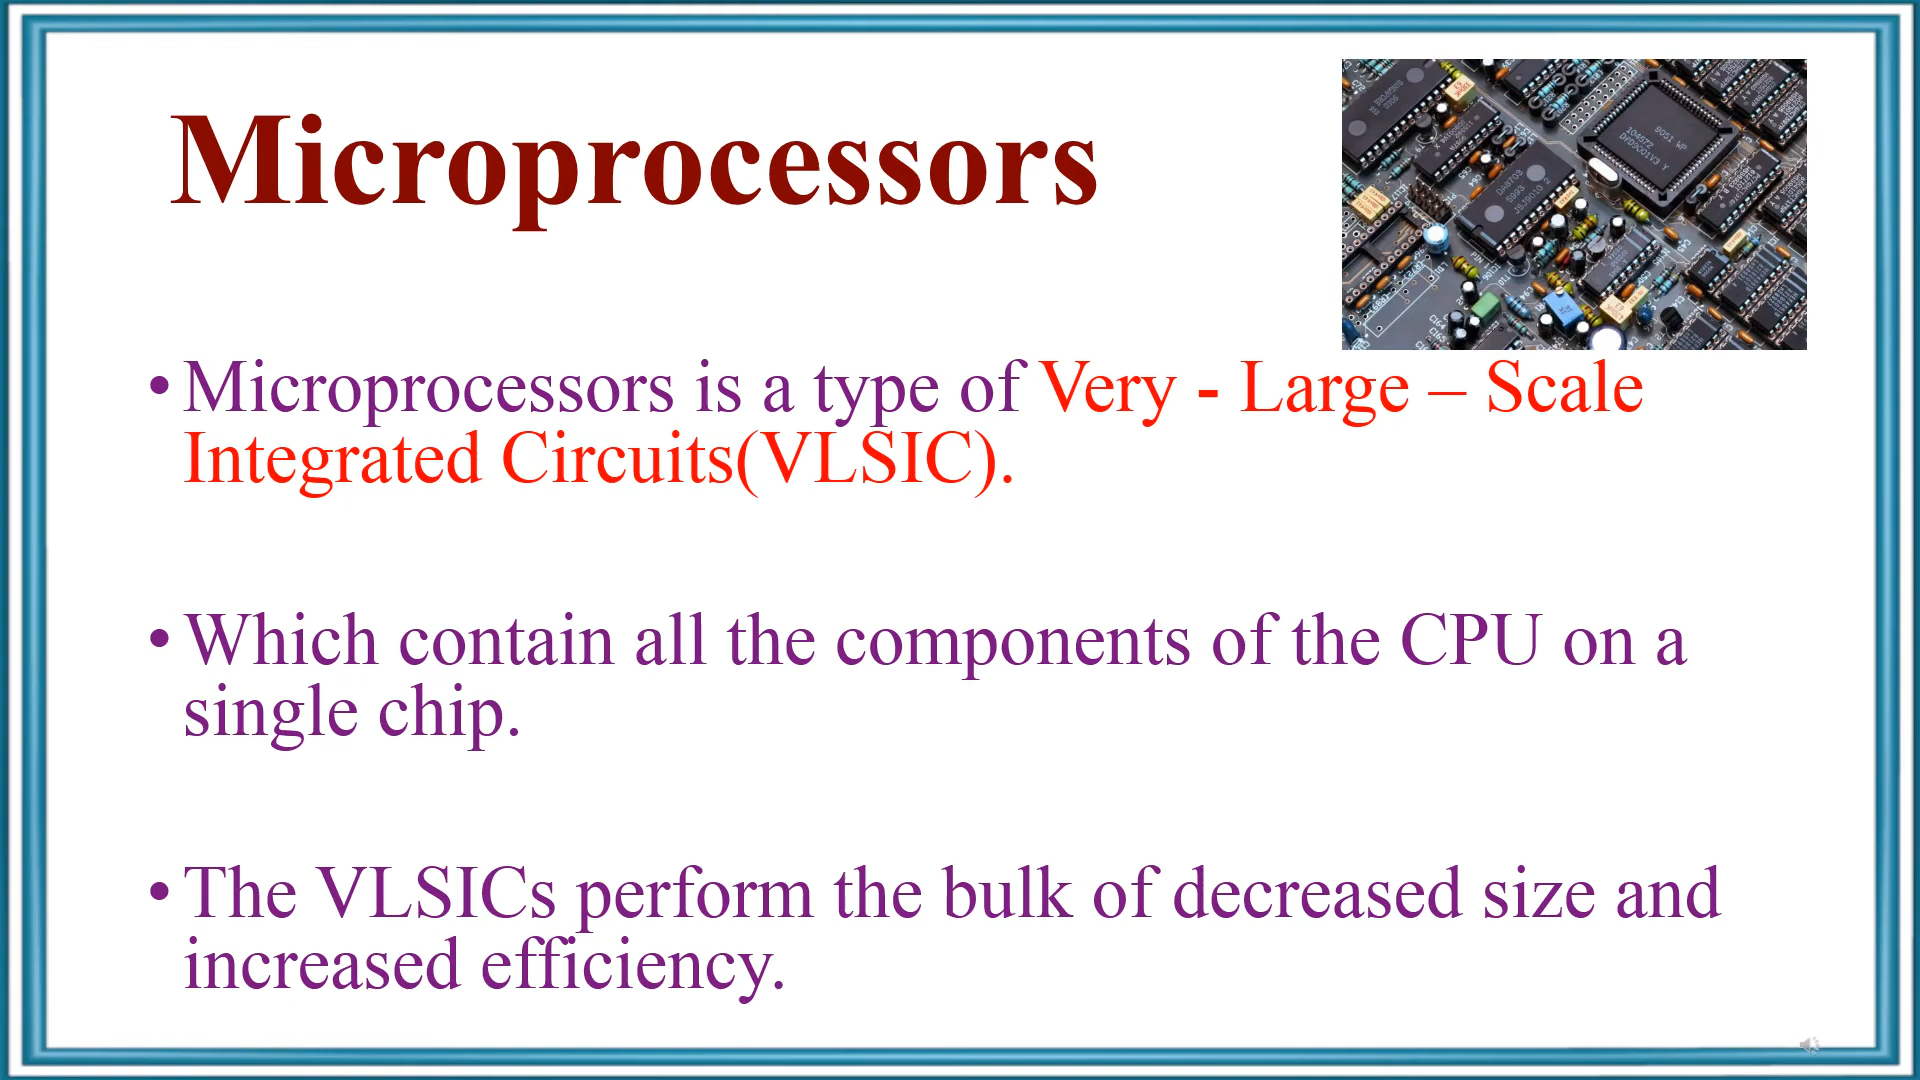 Microprocessors
• Microprocessors is a type of Very - Large – Scale
Integrated Circuits(VLSIC).
• Which contain all the components of the CPU on a
single chip.
• The VLSICs perform the bulk of decreased size and
increased efficiency.